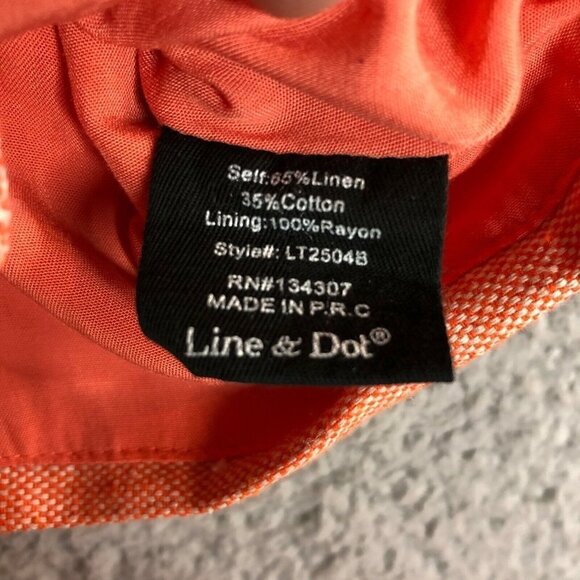 Self:65%Linen
35%Cotton
Lining:100%Rayon
Style#: LT2504B
RN#134307
MADE IN P.R.C
Line & Dot®